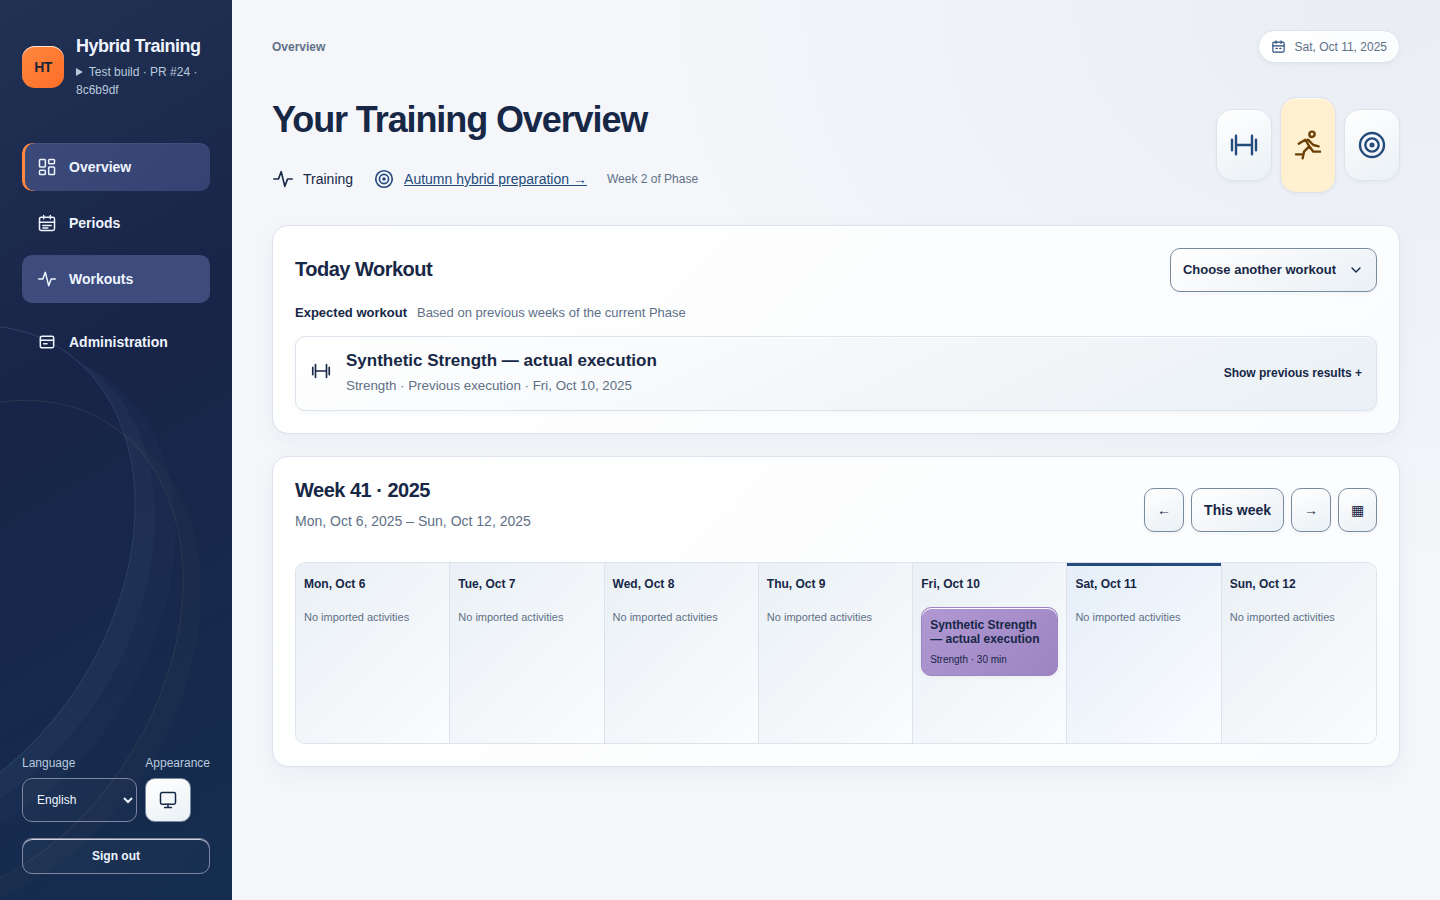 HT
Hybrid Training
Test build · PR #24 ·
8c6b9df
Overview
Periods
Workouts
Administration
Language
Appearance
English
Sign out
Overview
Sat, Oct 11, 2025
Your Training Overview
Training
Autumn hybrid preparation →
Week 2 of Phase
Today Workout
Choose another workout
Expected workout Based on previous weeks of the current Phase
Synthetic Strength — actual execution
Strength · Previous execution · Fri, Oct 10, 2025
Show previous results +
Week 41 · 2025
Mon, Oct 6, 2025 – Sun, Oct 12, 2025
←
This week
→
Mon, Oct 6
No imported activities
Tue, Oct 7
No imported activities
Wed, Oct 8
No imported activities
Thu, Oct 9
No imported activities
Fri, Oct 10
Synthetic Strength
— actual execution
Strength · 30 min
Sat, Oct 11
No imported activities
Sun, Oct 12
No imported activities